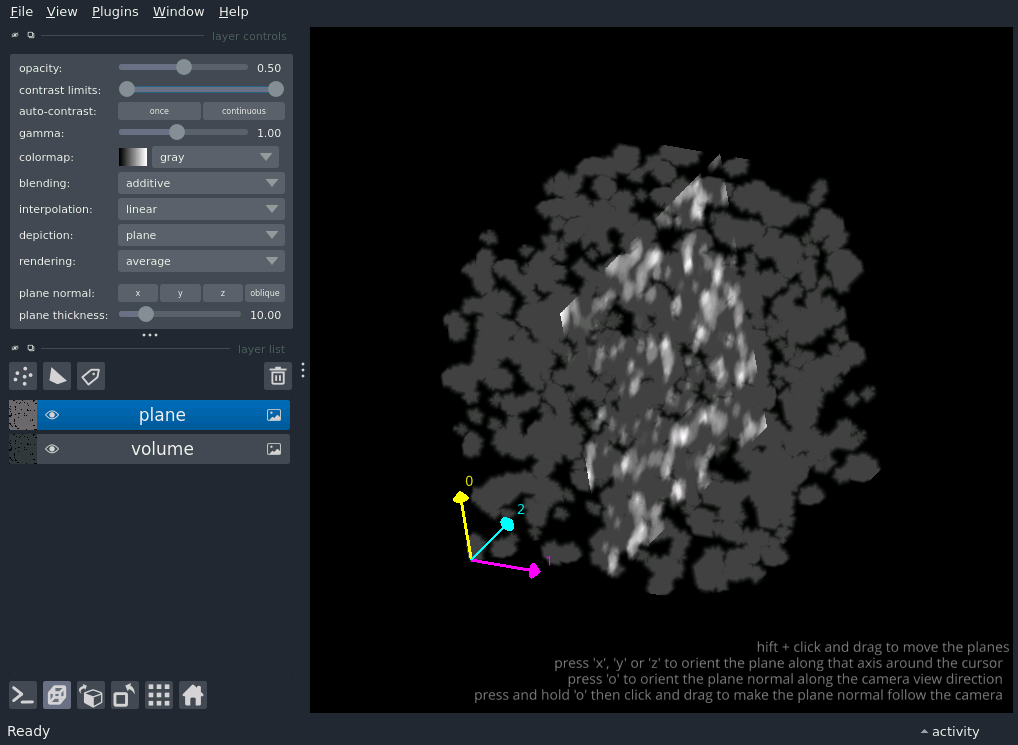 File View Plugins Window Help
layer controls
opacity: 0.50
contrast limits:
auto-contrast: once continuous
gamma: 1.00
colormap: gray
blending: additive
interpolation: linear
depiction: plane
rendering: average
plane normal: x y z oblique
plane thickness: 10.00
layer list
plane
volume
0
2
1
hift + click and drag to move the planes
press 'x', 'y' or 'z' to orient the plane along that axis around the cursor
press 'o' to orient the plane normal along the camera view direction
press and hold 'o' then click and drag to make the plane normal follow the camera
Ready
activity